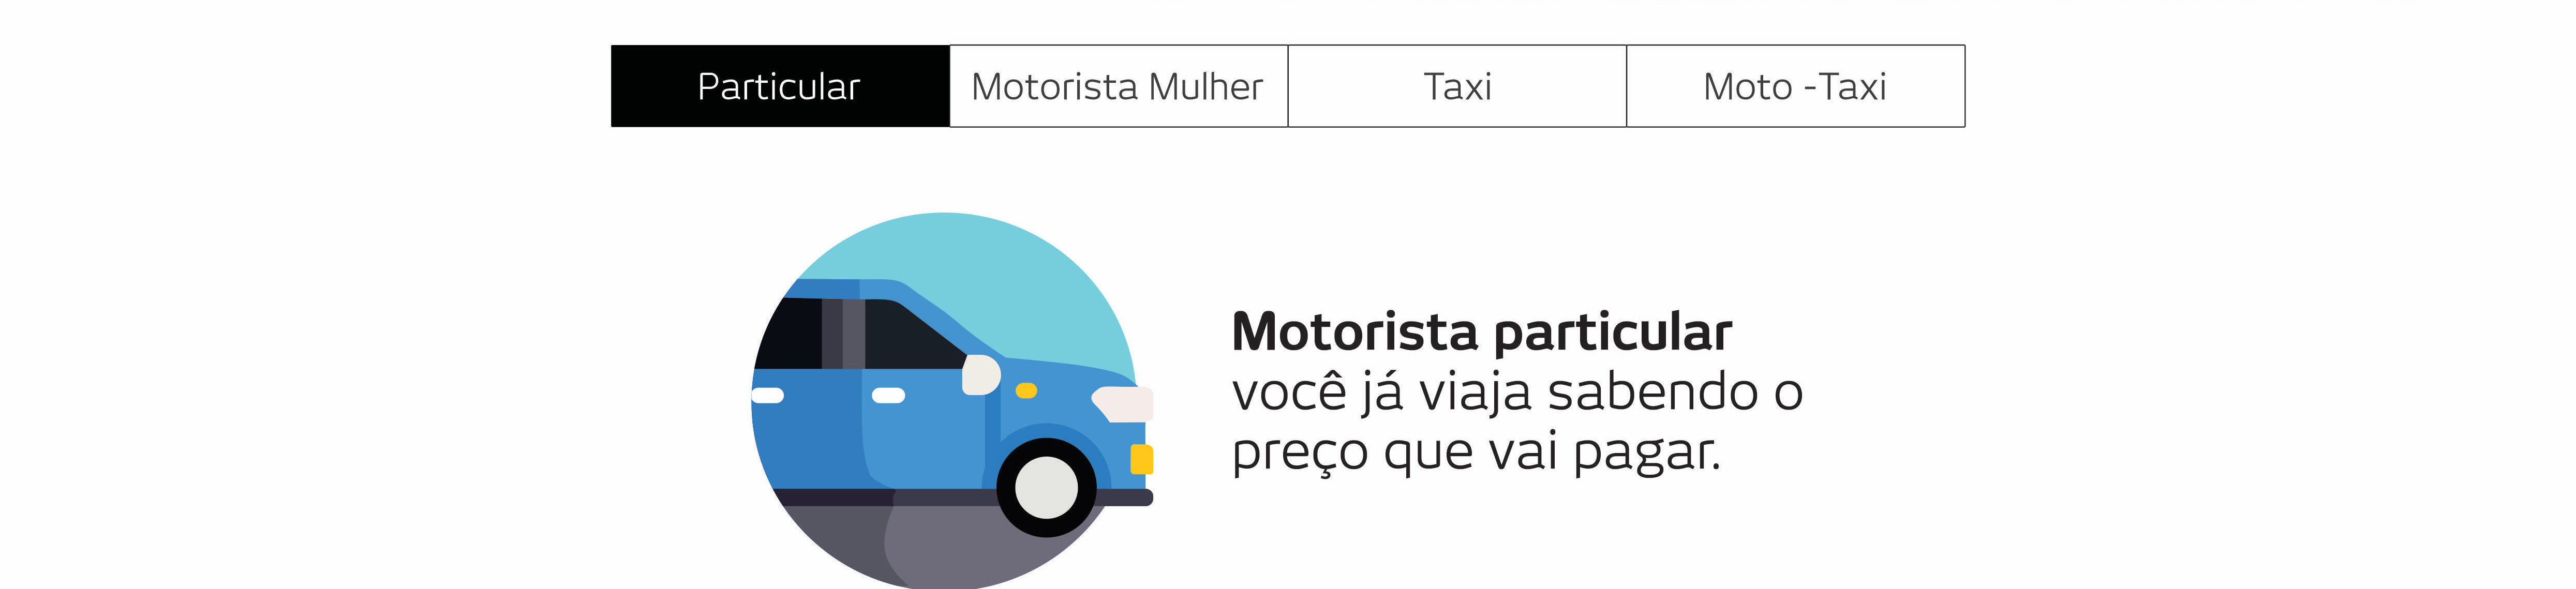 Particular
Motorista Mulher
Taxi
Moto -Taxi
Motorista particular
você já viaja sabendo o
preço que vai pagar.